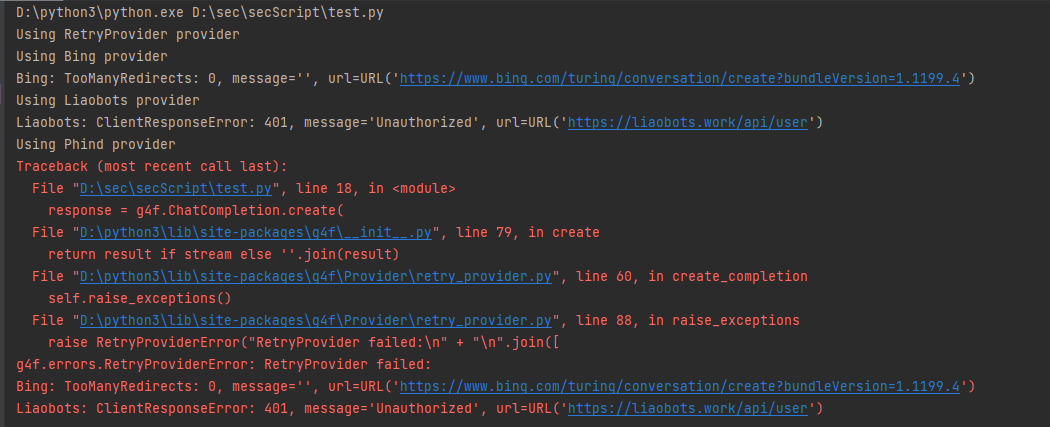 D:\python3\python.exe D:\sec\secScript\test.py
Using RetryProvider provider
Using Bing provider
Bing: TooManyRedirects: 0, message='', url=URL('https://www.bing.com/turing/conversation/create?bundleVersion=1.1199.4')
Using Liaobots provider
Liaobots: ClientResponseError: 401, message='Unauthorized', url=URL('https://liaobots.work/api/user')
Using Phind provider
Traceback (most recent call last):
  File "D:\sec\secScript\test.py", line 18, in <module>
    response = g4f.ChatCompletion.create(
  File "D:\python3\lib\site-packages\g4f\__init__.py", line 79, in create
    return result if stream else ''.join(result)
  File "D:\python3\lib\site-packages\g4f\Provider\retry_provider.py", line 60, in create_completion
    self.raise_exceptions()
  File "D:\python3\lib\site-packages\g4f\Provider\retry_provider.py", line 88, in raise_exceptions
    raise RetryProviderError("RetryProvider failed:\n" + "\n".join([
g4f.errors.RetryProviderError: RetryProvider failed:
Bing: TooManyRedirects: 0, message='', url=URL('https://www.bing.com/turing/conversation/create?bundleVersion=1.1199.4')
Liaobots: ClientResponseError: 401, message='Unauthorized', url=URL('https://liaobots.work/api/user')